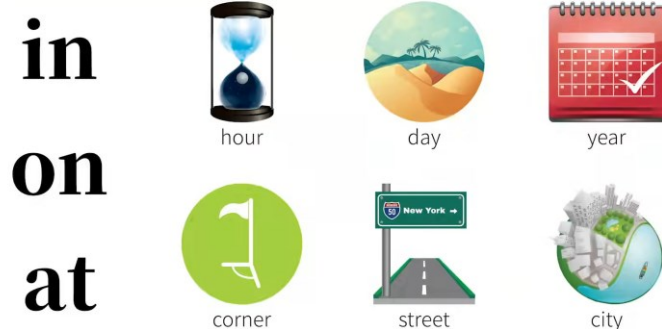 in
on
at
hour
day
year
50
New York →
corner
street
city